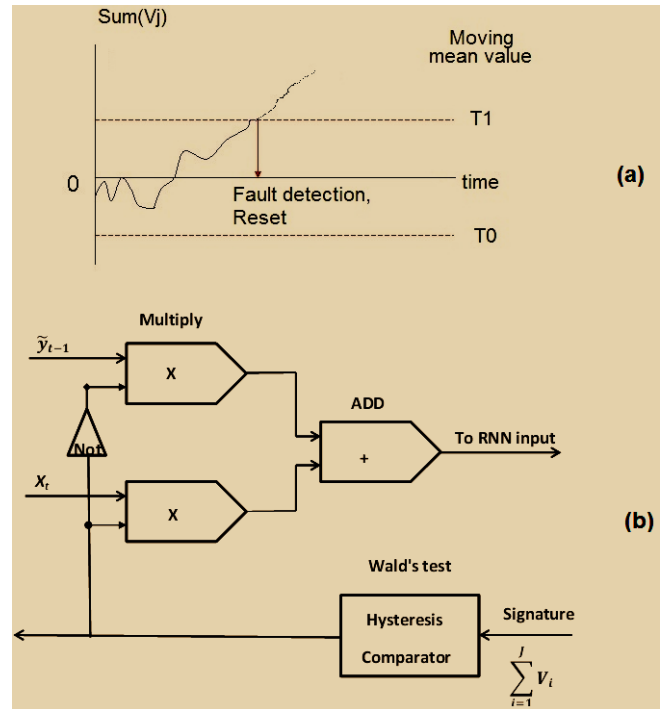 Sum(Vj)
Moving
mean value
T1
0
time
(a)
Fault detection,
Reset
T0
Multiply
ỹₜ₋₁
X
ADD
Not
+
To RNN input
Xₜ
X
(b)
Wald's test
Hysteresis
Comparator
Signature
J
∑ Vᵢ
i=1